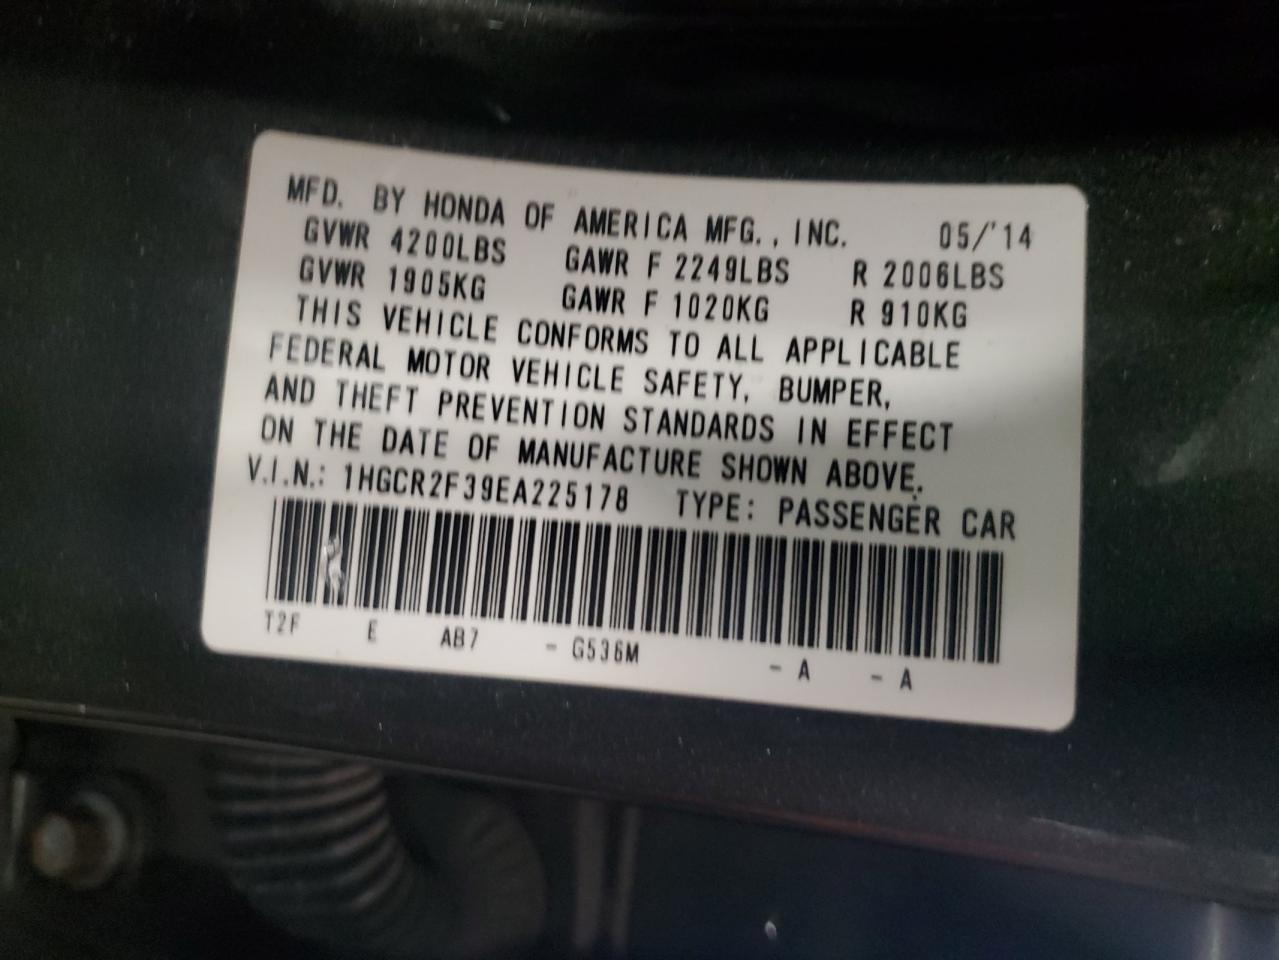 MFD. BY HONDA OF AMERICA MFG., INC. 05/'14
GVWR 4200LBS GAWR F 2249LBS R 2006LBS
GVWR 1905KG GAWR F 1020KG R 910KG
THIS VEHICLE CONFORMS TO ALL APPLICABLE
FEDERAL MOTOR VEHICLE SAFETY, BUMPER,
AND THEFT PREVENTION STANDARDS IN EFFECT
ON THE DATE OF MANUFACTURE SHOWN ABOVE.
V.I.N.: 1HGCR2F39EA225178 TYPE: PASSENGER CAR
T2F E AB7 - G536M - A - A